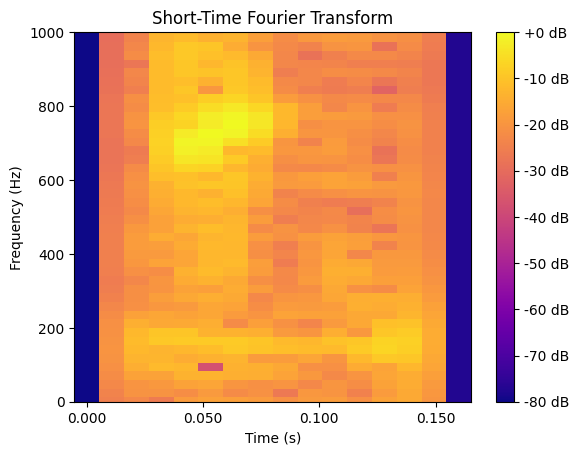 Short-Time Fourier Transform
1000
800
600
400
200
0
Frequency (Hz)
0.000
0.050
0.100
0.150
Time (s)
+0 dB
-10 dB
-20 dB
-30 dB
-40 dB
-50 dB
-60 dB
-70 dB
-80 dB